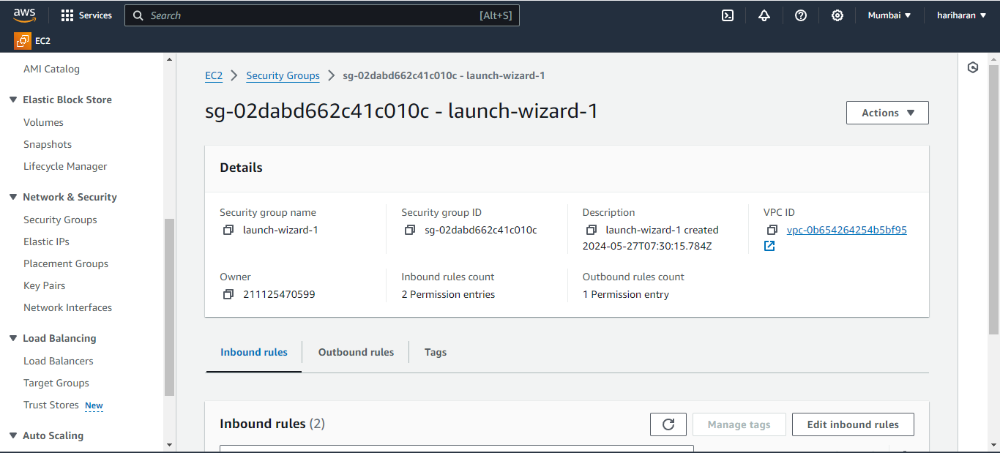 aws
Services
Search [Alt+S]
Mumbai
hariharan
EC2
AMI Catalog
Elastic Block Store
Volumes
Snapshots
Lifecycle Manager
Network & Security
Security Groups
Elastic IPs
Placement Groups
Key Pairs
Network Interfaces
Load Balancing
Load Balancers
Target Groups
Trust Stores New
Auto Scaling
EC2 > Security Groups > sg-02dabd662c41c010c - launch-wizard-1
sg-02dabd662c41c010c - launch-wizard-1
Actions
Details
Security group name
launch-wizard-1
Security group ID
sg-02dabd662c41c010c
Description
launch-wizard-1 created
2024-05-27T07:30:15.784Z
VPC ID
vpc-0b654264254b5bf95
Owner
211125470599
Inbound rules count
2 Permission entries
Outbound rules count
1 Permission entry
Inbound rules
Outbound rules
Tags
Inbound rules (2)
Manage tags
Edit inbound rules